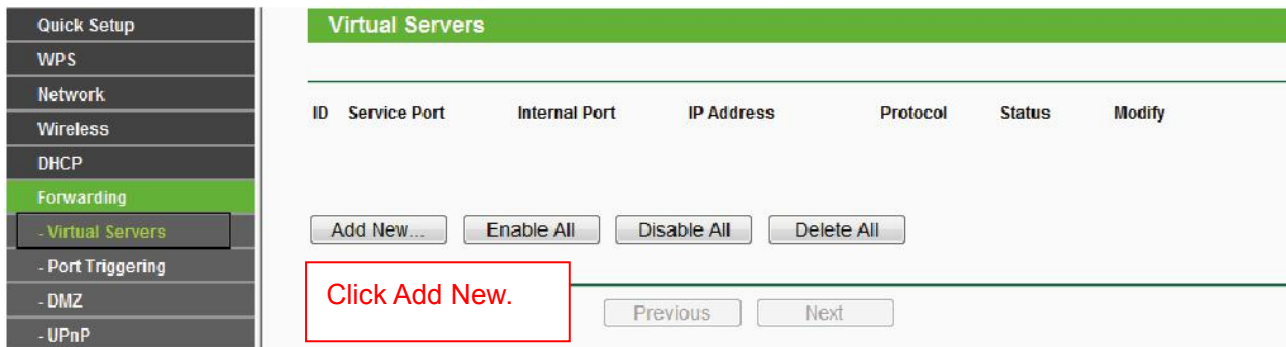 Quick Setup
WPS
Network
Wireless
DHCP
Forwarding
- Virtual Servers
- Port Triggering
- DMZ
- UPnP
Virtual Servers
ID Service Port Internal Port IP Address Protocol Status Modify
Add New... Enable All Disable All Delete All
Click Add New.
Previous Next